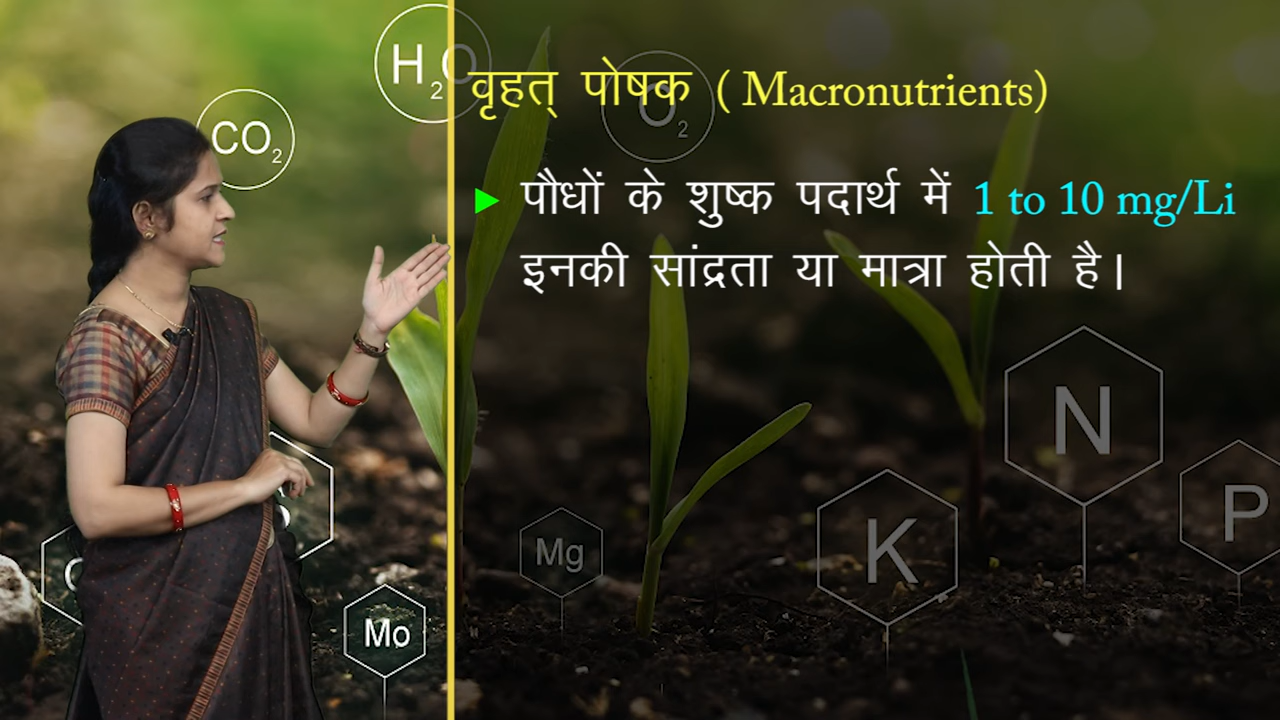 H2O
CO2
O2
वृहत् पोषक ( Macronutrients)
पौधों के शुष्क पदार्थ में 1 to 10 mg/Li
इनकी सांद्रता या मात्रा होती है।
N
P
K
Mg
Mo